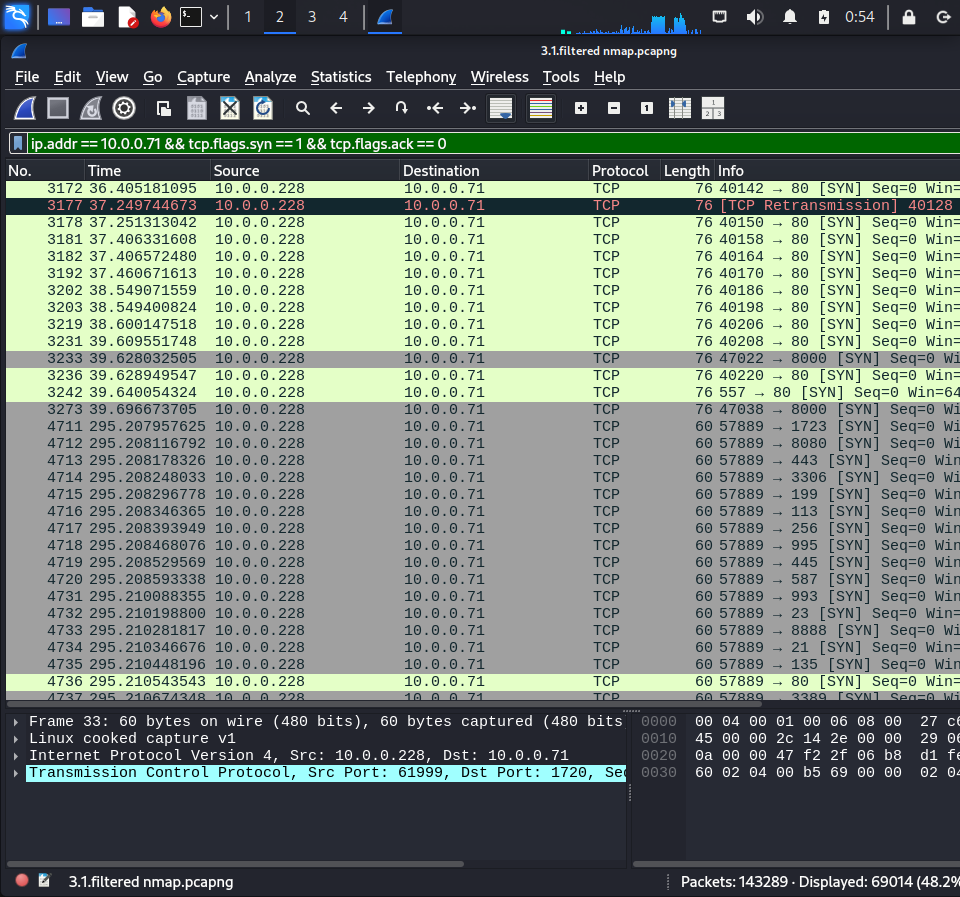 1 2 3 4 0:54
3.1.filtered nmap.pcapng
File Edit View Go Capture Analyze Statistics Telephony Wireless Tools Help
ip.addr == 10.0.0.71 && tcp.flags.syn == 1 && tcp.flags.ack == 0
No. Time Source Destination Protocol Length Info
3172 36.405181095 10.0.0.228 10.0.0.71 TCP 76 40142 → 80 [SYN] Seq=0 Win=
3177 37.249744673 10.0.0.228 10.0.0.71 TCP 76 [TCP Retransmission] 40128
3178 37.251313042 10.0.0.228 10.0.0.71 TCP 76 40150 → 80 [SYN] Seq=0 Win=
3181 37.406331608 10.0.0.228 10.0.0.71 TCP 76 40158 → 80 [SYN] Seq=0 Win=
3182 37.406572480 10.0.0.228 10.0.0.71 TCP 76 40164 → 80 [SYN] Seq=0 Win=
3192 37.460671613 10.0.0.228 10.0.0.71 TCP 76 40170 → 80 [SYN] Seq=0 Win=
3202 38.549071559 10.0.0.228 10.0.0.71 TCP 76 40186 → 80 [SYN] Seq=0 Win=
3203 38.549400824 10.0.0.228 10.0.0.71 TCP 76 40198 → 80 [SYN] Seq=0 Win=
3219 38.600147518 10.0.0.228 10.0.0.71 TCP 76 40206 → 80 [SYN] Seq=0 Win=
3231 39.609551748 10.0.0.228 10.0.0.71 TCP 76 40208 → 80 [SYN] Seq=0 Win=
3233 39.628032505 10.0.0.228 10.0.0.71 TCP 76 47022 → 8000 [SYN] Seq=0 Wi
3236 39.628949547 10.0.0.228 10.0.0.71 TCP 76 40220 → 80 [SYN] Seq=0 Win=
3242 39.640054324 10.0.0.228 10.0.0.71 TCP 76 557 → 80 [SYN] Seq=0 Win=64
3273 39.696673705 10.0.0.228 10.0.0.71 TCP 76 47038 → 8000 [SYN] Seq=0 Wi
4711 295.207957625 10.0.0.228 10.0.0.71 TCP 60 57889 → 1723 [SYN] Seq=0 Wi
4712 295.208116792 10.0.0.228 10.0.0.71 TCP 60 57889 → 8080 [SYN] Seq=0 Wi
4713 295.208178326 10.0.0.228 10.0.0.71 TCP 60 57889 → 443 [SYN] Seq=0 Win
4714 295.208248033 10.0.0.228 10.0.0.71 TCP 60 57889 → 3306 [SYN] Seq=0 Wi
4715 295.208296778 10.0.0.228 10.0.0.71 TCP 60 57889 → 199 [SYN] Seq=0 Win
4716 295.208346365 10.0.0.228 10.0.0.71 TCP 60 57889 → 113 [SYN] Seq=0 Win
4717 295.208393949 10.0.0.228 10.0.0.71 TCP 60 57889 → 256 [SYN] Seq=0 Win
4718 295.208468076 10.0.0.228 10.0.0.71 TCP 60 57889 → 995 [SYN] Seq=0 Win
4719 295.208529569 10.0.0.228 10.0.0.71 TCP 60 57889 → 445 [SYN] Seq=0 Win
4720 295.208593338 10.0.0.228 10.0.0.71 TCP 60 57889 → 587 [SYN] Seq=0 Win
4731 295.210088355 10.0.0.228 10.0.0.71 TCP 60 57889 → 993 [SYN] Seq=0 Win
4732 295.210198800 10.0.0.228 10.0.0.71 TCP 60 57889 → 23 [SYN] Seq=0 Win=
4733 295.210281817 10.0.0.228 10.0.0.71 TCP 60 57889 → 8888 [SYN] Seq=0 Wi
4734 295.210346676 10.0.0.228 10.0.0.71 TCP 60 57889 → 21 [SYN] Seq=0 Win=
4735 295.210448196 10.0.0.228 10.0.0.71 TCP 60 57889 → 135 [SYN] Seq=0 Win
4736 295.210543543 10.0.0.228 10.0.0.71 TCP 60 57889 → 80 [SYN] Seq=0 Win=
4737 295.210674348 10.0.0.228 10.0.0.71 TCP 60 57889 → 3389 [SYN] Seq=0 Wi
Frame 33: 60 bytes on wire (480 bits), 60 bytes captured (480 bits
Linux cooked capture v1
Internet Protocol Version 4, Src: 10.0.0.228, Dst: 10.0.0.71
Transmission Control Protocol, Src Port: 61999, Dst Port: 1720, Sec
0000 00 04 00 01 00 06 08 00 27 c6
0010 45 00 00 2c 14 2e 00 00 29 06
0020 0a 00 00 47 f2 2f 06 b8 d1 fe
0030 60 02 04 00 b5 69 00 00 02 04
3.1.filtered nmap.pcapng Packets: 143289 · Displayed: 69014 (48.2%